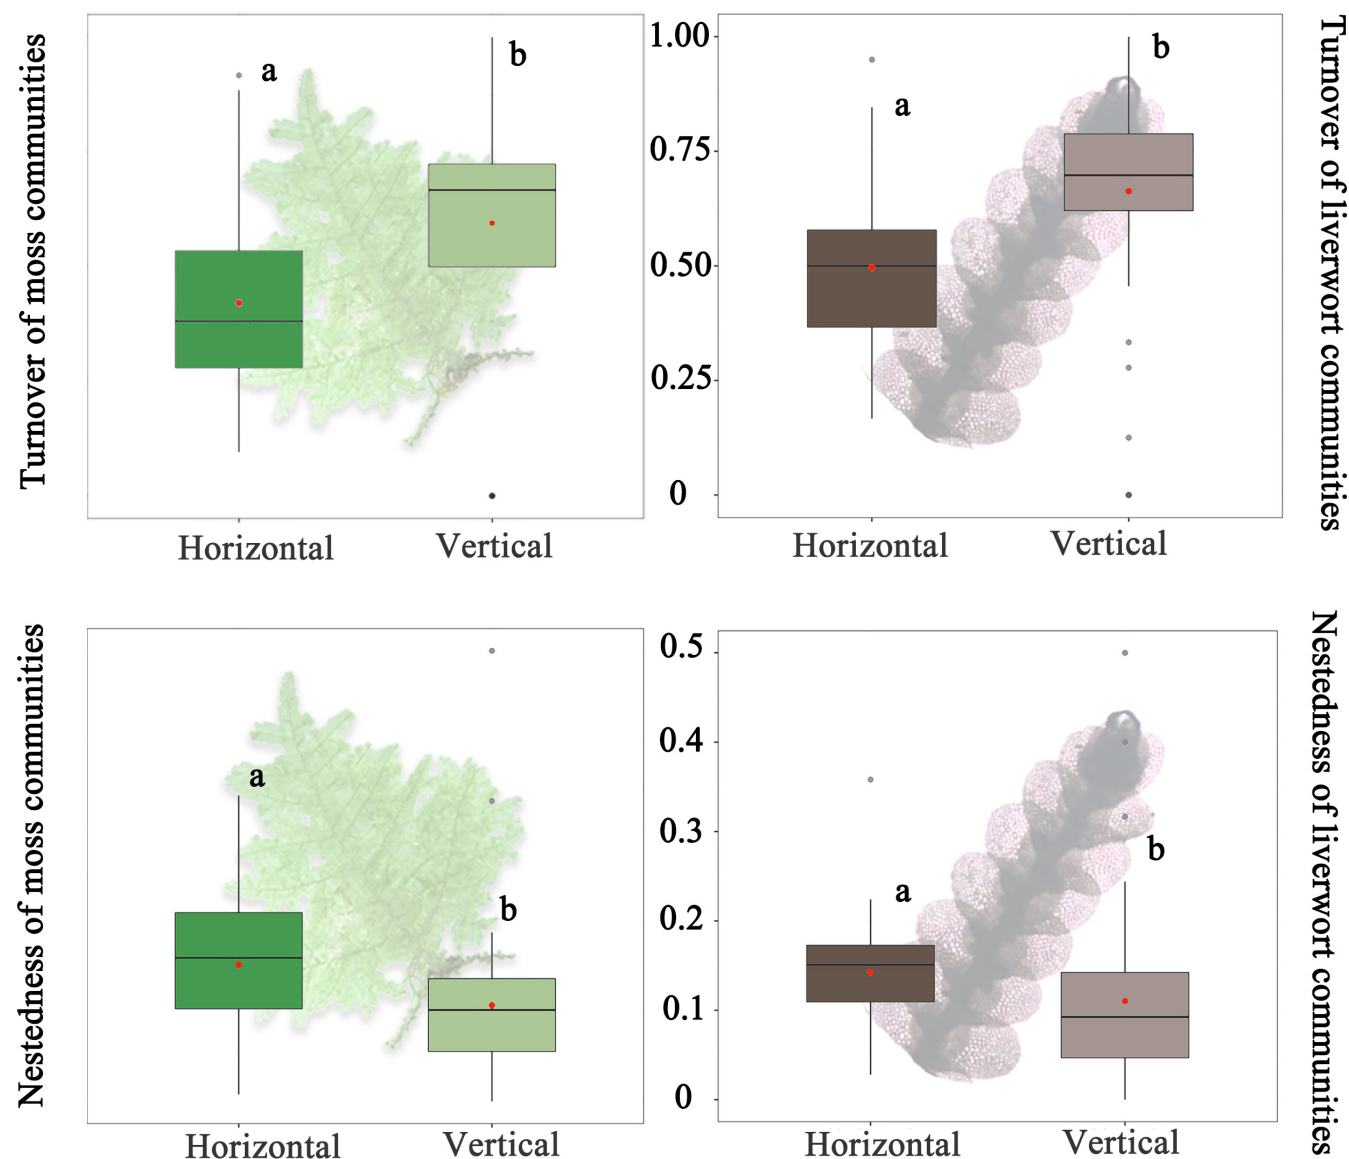 Turnover of moss communities
a
b
Horizontal
Vertical
1.00
0.75
0.50
0.25
0
a
b
Horizontal
Vertical
Turnover of liverwort communities
Nestedness of moss communities
a
b
Horizontal
Vertical
0.5
0.4
0.3
0.2
0.1
0
a
b
Horizontal
Vertical
Nestedness of liverwort communities